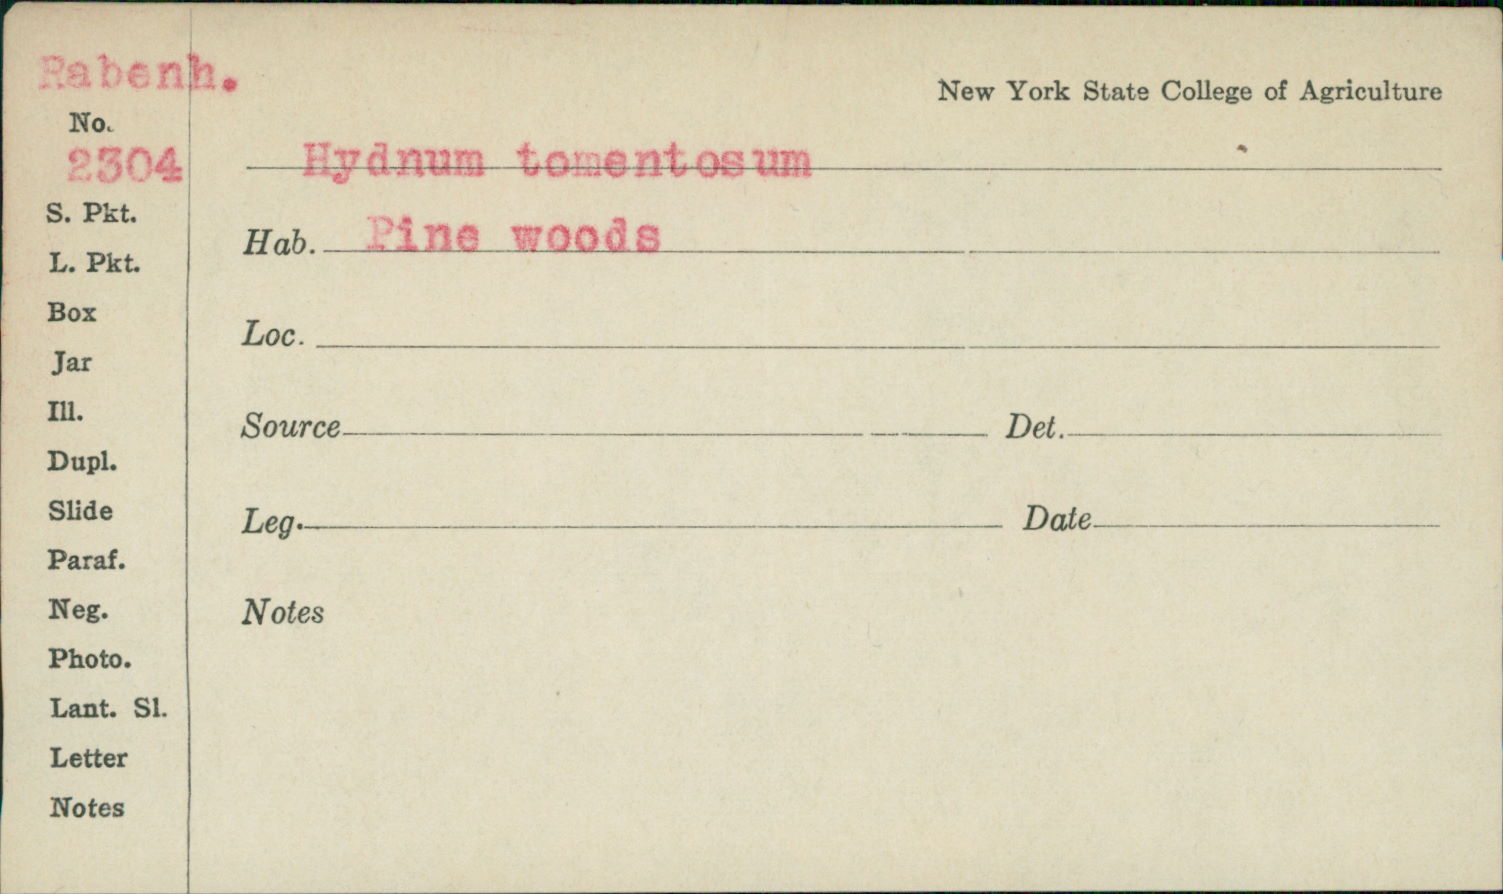 Rabenh.
New York State College of Agriculture
No.
2304
Hydnum tomentosum
S. Pkt.
Hab. Pine woods
L. Pkt.
Box
Loc.
Jar
Ill.
Source Det.
Dupl.
Slide
Leg. Date
Paraf.
Neg.
Notes
Photo.
Lant. Sl.
Letter
Notes